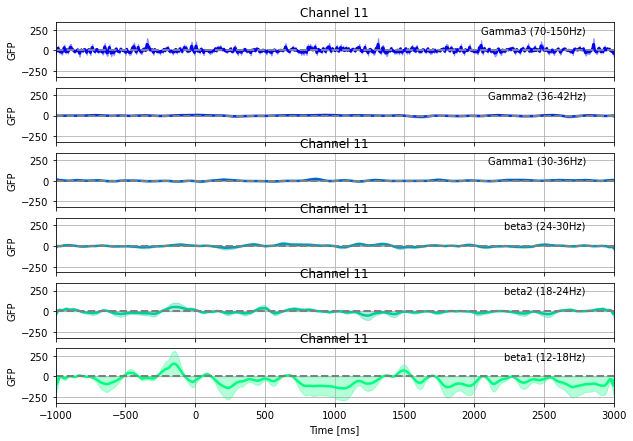 Channel 11
250
0
−250
GFP
Gamma3 (70-150Hz)
Channel 11
250
0
−250
GFP
Gamma2 (36-42Hz)
Channel 11
250
0
−250
GFP
Gamma1 (30-36Hz)
Channel 11
250
0
−250
GFP
beta3 (24-30Hz)
Channel 11
250
0
−250
GFP
beta2 (18-24Hz)
Channel 11
250
0
−250
GFP
beta1 (12-18Hz)
−1000 −500 0 500 1000 1500 2000 2500 3000
Time [ms]